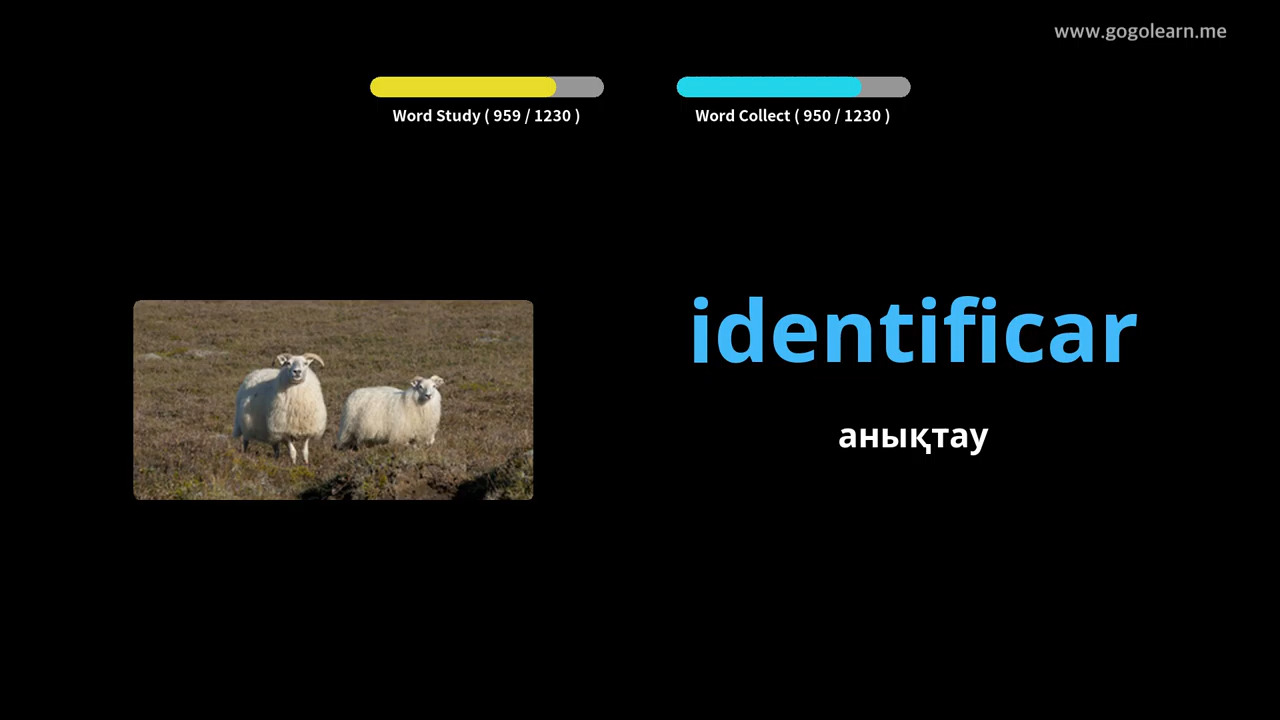 www.gogolearn.me
Word Study ( 959 / 1230 )
Word Collect ( 950 / 1230 )
identificar
анықтау